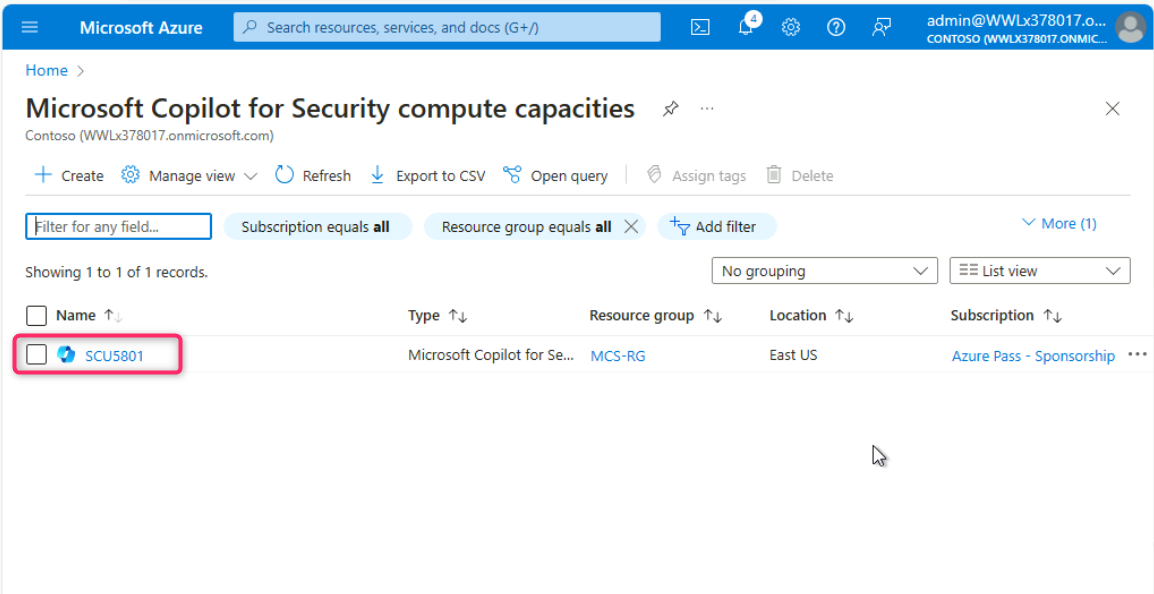 Microsoft Azure
Search resources, services, and docs (G+/)
4
admin@WWLx378017.o...
CONTOSO (WWLX378017.ONMIC...
Home >
Microsoft Copilot for Security compute capacities ...
Contoso (WWLx378017.onmicrosoft.com)
+ Create Manage view Refresh Export to CSV Open query Assign tags Delete
Filter for any field... Subscription equals all Resource group equals all Add filter More (1)
Showing 1 to 1 of 1 records. No grouping List view
Name ↑↓ Type ↑↓ Resource group ↑↓ Location ↑↓ Subscription ↑↓
SCU5801 Microsoft Copilot for Se... MCS-RG East US Azure Pass - Sponsorship ...